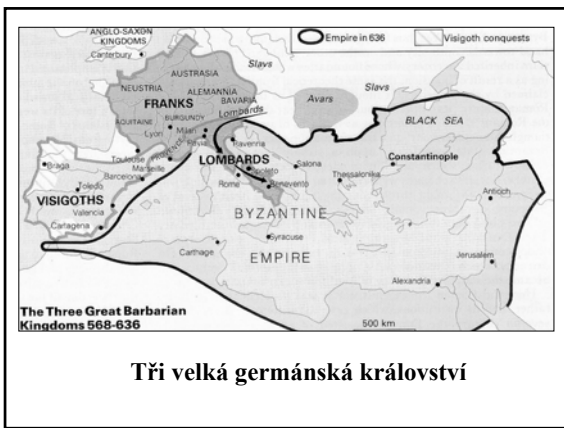 ANGLO-SAXON
KINGDOMS
Canterbury
Empire in 636
Visigoth conquests
Slavs
AUSTRASIA
NEUSTRIA
ALEMANNIA
FRANKS
BAVARIA
Slavs
Avars
Lombards
AQUITAINE
BURGUNDY
Lyon
Milan
Pavia
PROVENCE
BLACK SEA
Ravenna
Toulouse
Marseille
LOMBARDS
Salona
Constantinople
Braga
Barcelona
Spoleto
Toledo
Rome
Benevento
Thessalonika
VISIGOTHS
Antioch
Valencia
BYZANTINE
Cartagena
Syracuse
Carthage
EMPIRE
Jerusalem
Alexandria
The Three Great Barbarian
Kingdoms 568-636
500 km
Tři velká germánská království